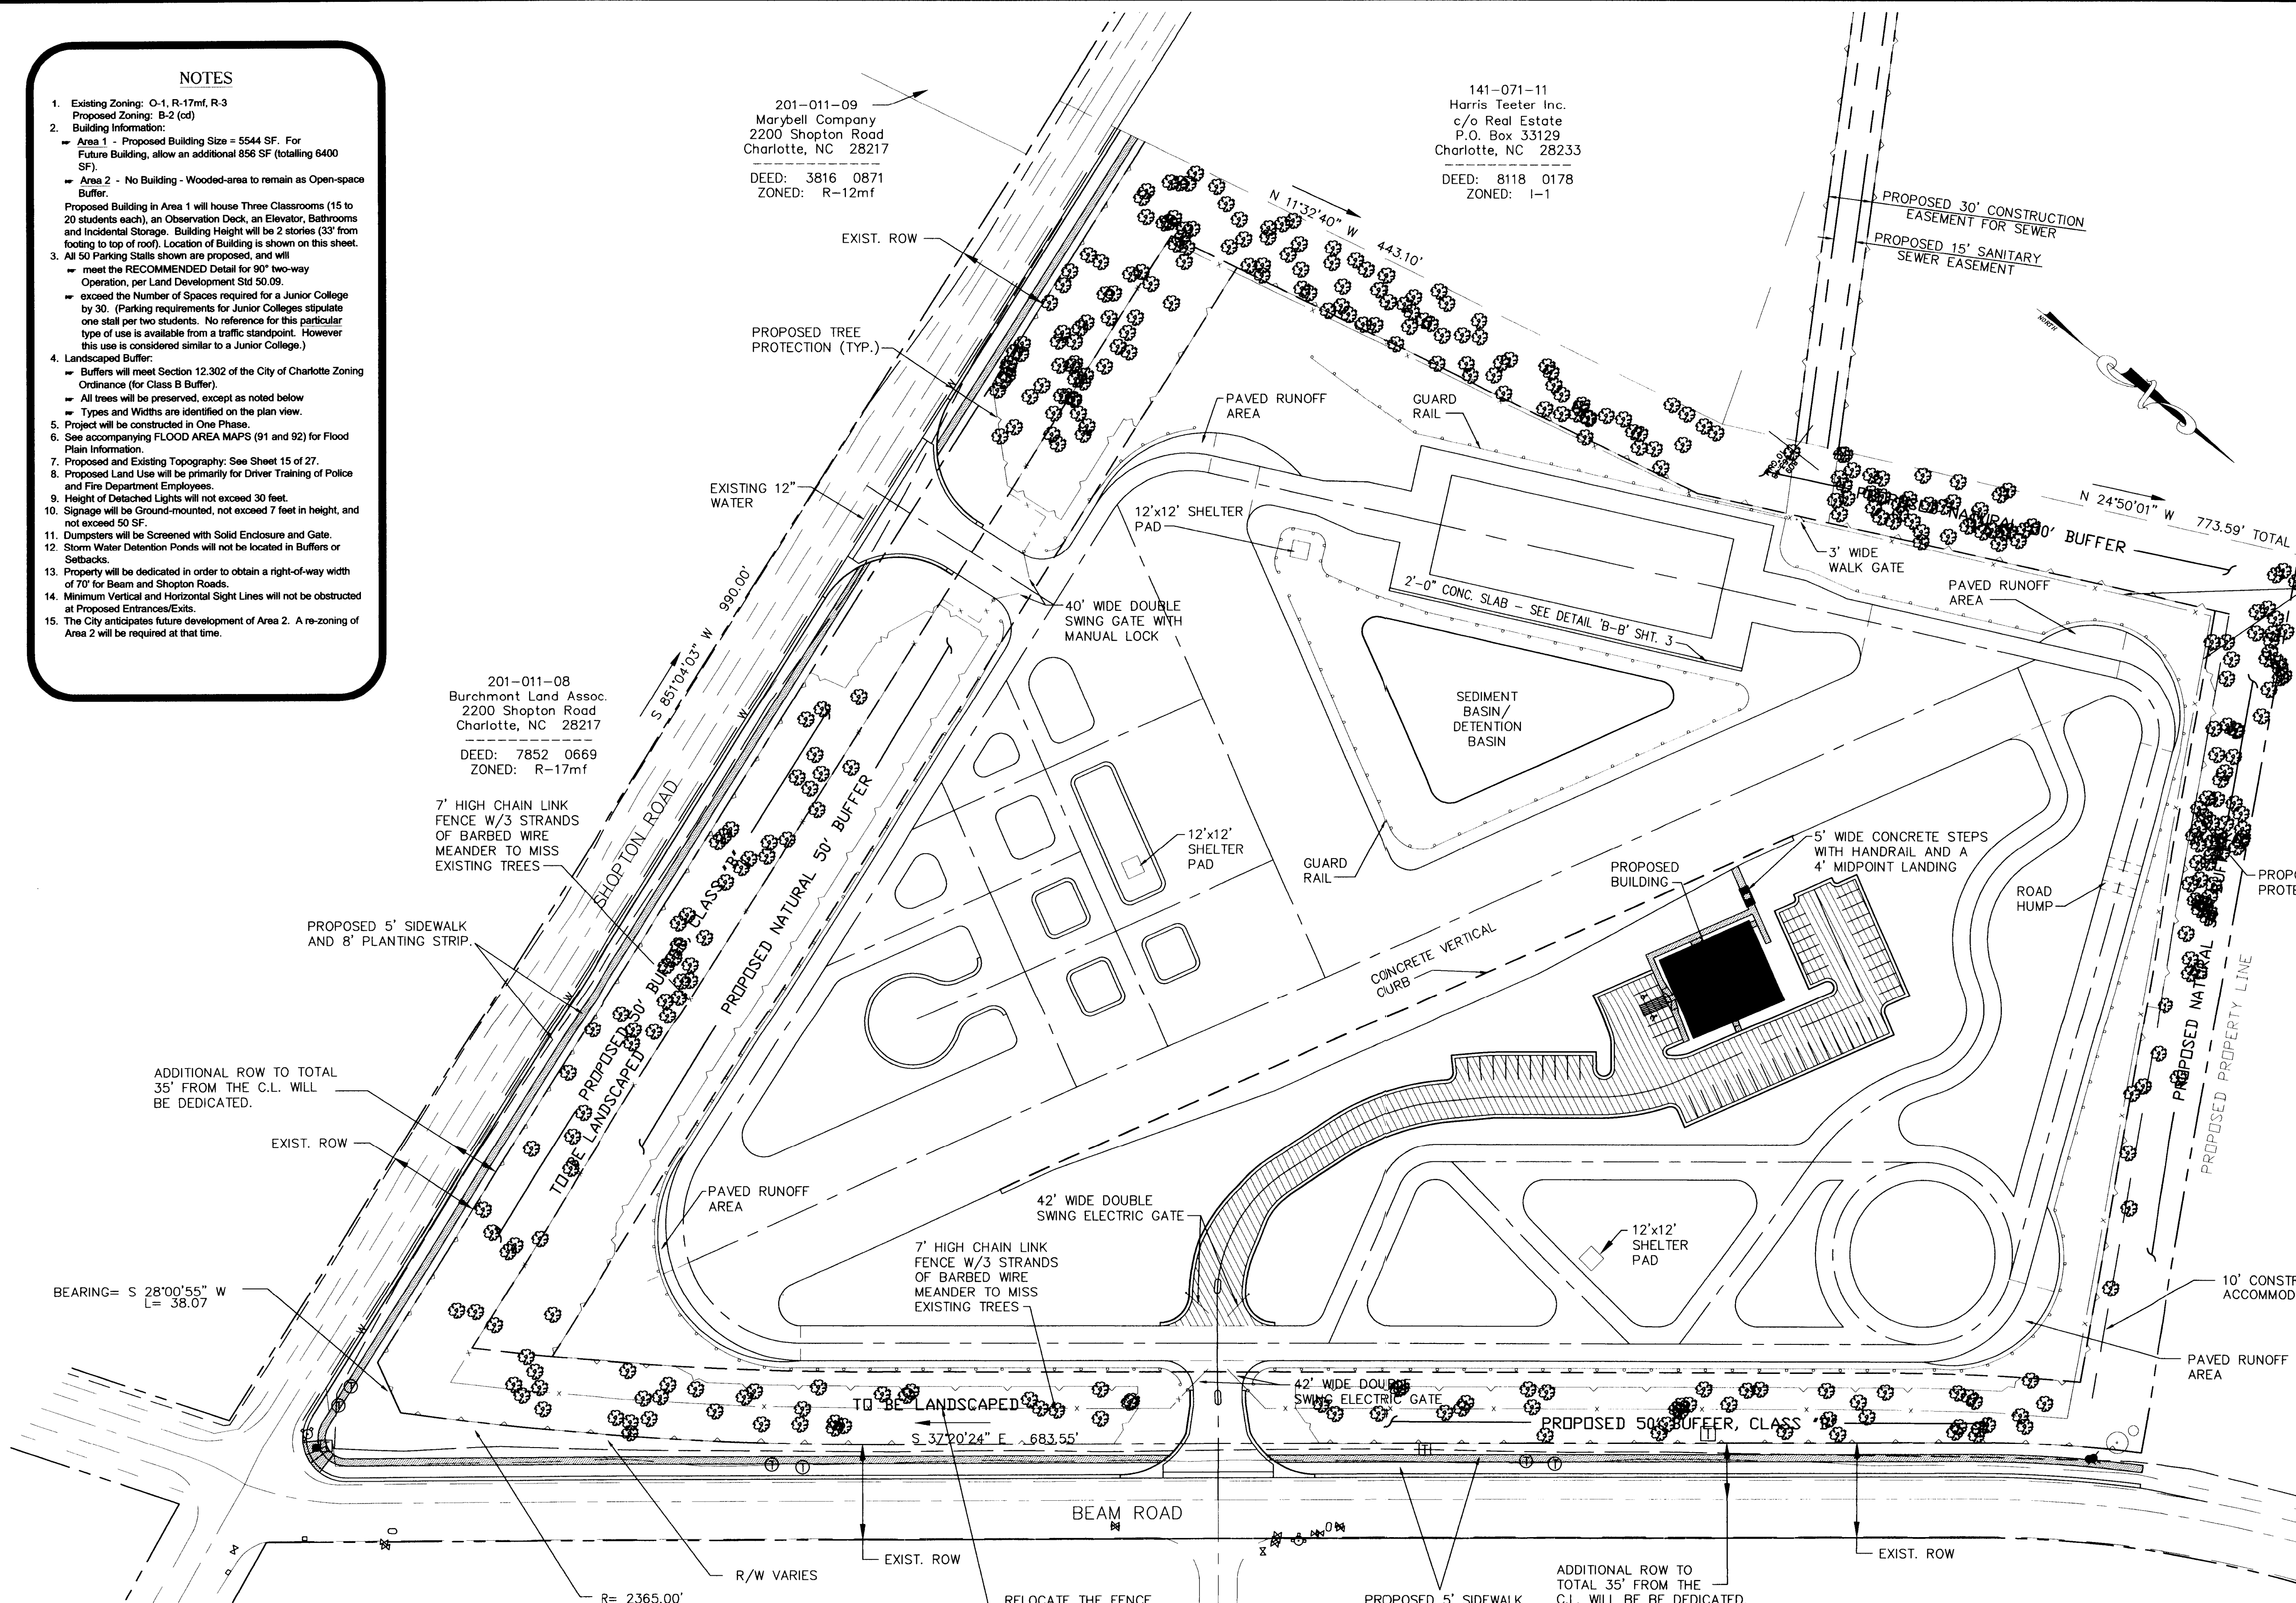 NOTES
1. Existing Zoning: O-1, R-17mf, R-3
Proposed Zoning: B-2 (cd)
2. Building Information:
Area 1 - Proposed Building Size = 5544 SF. For
Future Building, allow an additional 856 SF (totalling 6400
SF).
Area 2 - No Building - Wooded-area to remain as Open-space
Buffer.
Proposed Building in Area 1 will house Three Classrooms (15 to
20 students each), an Observation Deck, an Elevator, Bathrooms
and Incidental Storage. Building Height will be 2 stories (33' from
footing to top of roof). Location of Building is shown on this sheet.
3. All 50 Parking Stalls shown are proposed, and will
meet the RECOMMENDED Detail for 90° two-way
Operation, per Land Development Std 50.09.
exceed the Number of Spaces required for a Junior College
by 30. (Parking requirements for Junior Colleges stipulate
one stall per two students. No reference for this particular
type of use is available from a traffic standpoint. However
this use is considered similar to a Junior College.)
4. Landscaped Buffer:
Buffers will meet Section 12.302 of the City of Charlotte Zoning
Ordinance (for Class B Buffer).
All trees will be preserved, except as noted below
Types and Widths are identified on the plan view.
5. Project will be constructed in One Phase.
6. See accompanying FLOOD AREA MAPS (91 and 92) for Flood
Plain Information.
7. Proposed and Existing Topography: See Sheet 15 of 27.
8. Proposed Land Use will be primarily for Driver Training of Police
and Fire Department Employees.
9. Height of Detached Lights will not exceed 30 feet.
10. Signage will be Ground-mounted, not exceed 7 feet in height, and
not exceed 50 SF.
11. Dumpsters will be Screened with Solid Enclosure and Gate.
12. Storm Water Detention Ponds will not be located in Buffers or
Setbacks.
13. Property will be dedicated in order to obtain a right-of-way width
of 70' for Beam and Shopton Roads.
14. Minimum Vertical and Horizontal Sight Lines will not be obstructed
at Proposed Entrances/Exits.
15. The City anticipates future development of Area 2. A re-zoning of
Area 2 will be required at that time.
201-011-09
Marybell Company
2200 Shopton Road
Charlotte, NC 28217
DEED: 3816 0871
ZONED: R-12mf
141-071-11
Harris Teeter Inc.
c/o Real Estate
P.O. Box 33129
Charlotte, NC 28233
DEED: 8118 0178
ZONED: I-1
N 11°32'40" W 443.10'
PROPOSED 30' CONSTRUCTION
EASEMENT FOR SEWER
PROPOSED 15' SANITARY
SEWER EASEMENT
NORTH
EXIST. ROW
PROPOSED TREE
PROTECTION (TYP.)
PAVED RUNOFF
AREA
GUARD
RAIL
EXISTING 12"
WATER
12'x12' SHELTER
PAD
N 24°50'01" W 773.59' TOTAL
BUFFER
3' WIDE
WALK GATE
PAVED RUNOFF
AREA
2'-0" CONC. SLAB - SEE DETAIL 'B-B' SHT. 3
40' WIDE DOUBLE
SWING GATE WITH
MANUAL LOCK
S 851°04'03" W 990.00'
201-011-08
Burchmont Land Assoc.
2200 Shopton Road
Charlotte, NC 28217
DEED: 7852 0669
ZONED: R-17mf
SEDIMENT
BASIN/
DETENTION
BASIN
7' HIGH CHAIN LINK
FENCE W/3 STRANDS
OF BARBED WIRE
MEANDER TO MISS
EXISTING TREES
SHOPTON ROAD
12'x12'
SHELTER
PAD
GUARD
RAIL
PROPOSED
BUILDING
5' WIDE CONCRETE STEPS
WITH HANDRAIL AND A
4' MIDPOINT LANDING
ROAD
HUMP
PROPOSED 5' SIDEWALK
AND 8' PLANTING STRIP.
PROPOSED 50' BUFFER, CLASS 'B'
TO BE LANDSCAPED
PROPOSED NATURAL 50' BUFFER
CONCRETE VERTICAL
CURB
PROPOSED NATURAL
BUFFER
PROPOSED PROPERTY LINE
ADDITIONAL ROW TO TOTAL
35' FROM THE C.L. WILL
BE DEDICATED.
EXIST. ROW
PAVED RUNOFF
AREA
42' WIDE DOUBLE
SWING ELECTRIC GATE
12'x12'
SHELTER
PAD
7' HIGH CHAIN LINK
FENCE W/3 STRANDS
OF BARBED WIRE
MEANDER TO MISS
EXISTING TREES
BEARING= S 28°00'55" W
L= 38.07
10' CONST
ACCOMMOD
PAVED RUNOFF
AREA
42' WIDE DOUBLE
SWING ELECTRIC GATE
TO BE LANDSCAPED
PROPOSED 50' BUFFER, CLASS "B"
S 37°20'24" E 683.55'
BEAM ROAD
EXIST. ROW
R/W VARIES
R= 2365.00'
RELOCATE THE FENCE
PROPOSED 5' SIDEWALK
ADDITIONAL ROW TO
TOTAL 35' FROM THE
C.L. WILL BE BE DEDICATED
EXIST. ROW